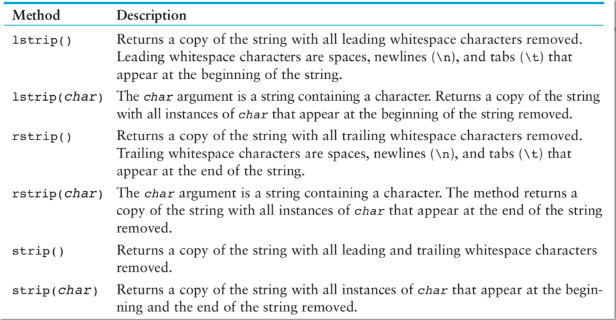 Method Description
lstrip() Returns a copy of the string with all leading whitespace characters removed.
Leading whitespace characters are spaces, newlines (\n), and tabs (\t) that
appear at the beginning of the string.
lstrip(char) The char argument is a string containing a character. Returns a copy of the string
with all instances of char that appear at the beginning of the string removed.
rstrip() Returns a copy of the string with all trailing whitespace characters removed.
Trailing whitespace characters are spaces, newlines (\n), and tabs (\t) that
appear at the end of the string.
rstrip(char) The char argument is a string containing a character. The method returns a
copy of the string with all instances of char that appear at the end of the string
removed.
strip() Returns a copy of the string with all leading and trailing whitespace characters
removed.
strip(char) Returns a copy of the string with all instances of char that appear at the begin-
ning and the end of the string removed.